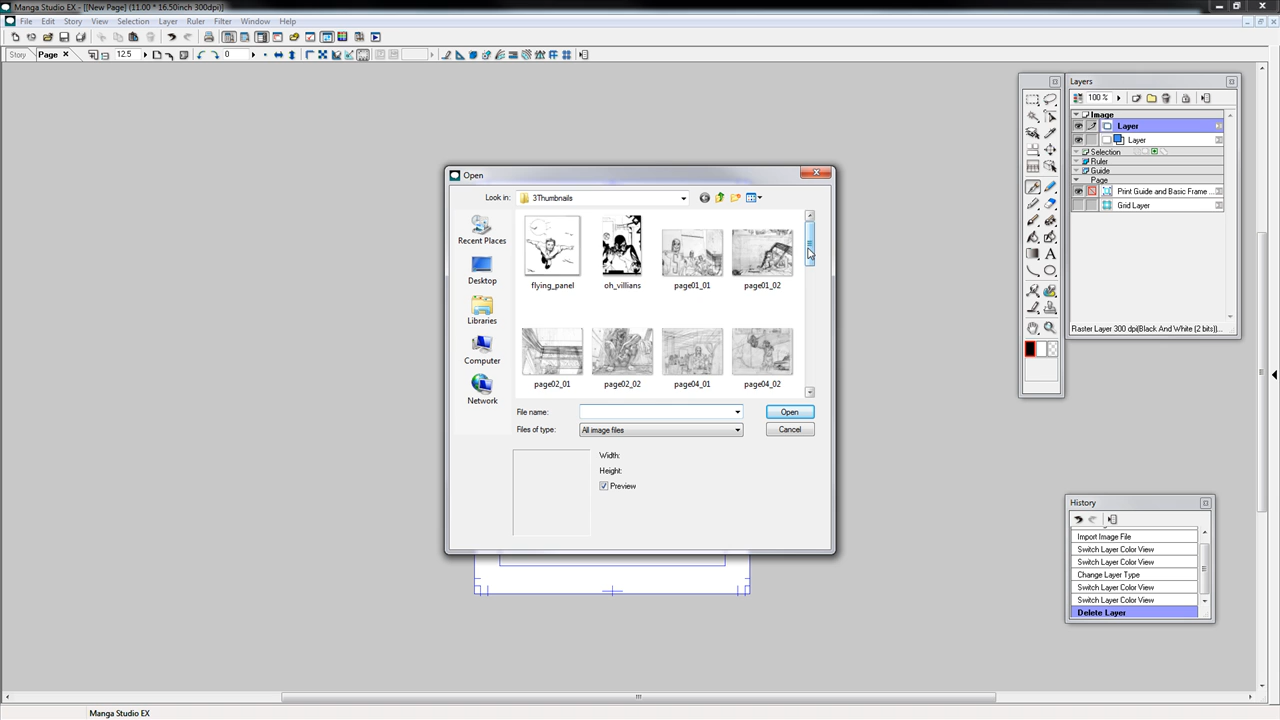 Manga Studio EX - [[New Page] (11.00 * 16.50inch 300dpi)]
File Edit Story View Selection Layer Ruler Filter Window Help
Story Page 12.5 0
Open
Look in: 3Thumbnails
Recent Places
Desktop
Libraries
Computer
Network
flying_panel oh_villians page01_01 page01_02
page02_01 page02_02 page04_01 page04_02
File name: Open
Files of type: All image files Cancel
Width:
Height:
Preview
Layers
100 %
Image
Layer
Layer
Selection
Ruler
Guide
Page
Print Guide and Basic Frame ...
Grid Layer
Raster Layer 300 dpi(Black And White (2 bits))...
History
Import Image File
Switch Layer Color View
Switch Layer Color View
Change Layer Type
Switch Layer Color View
Switch Layer Color View
Delete Layer
Manga Studio EX